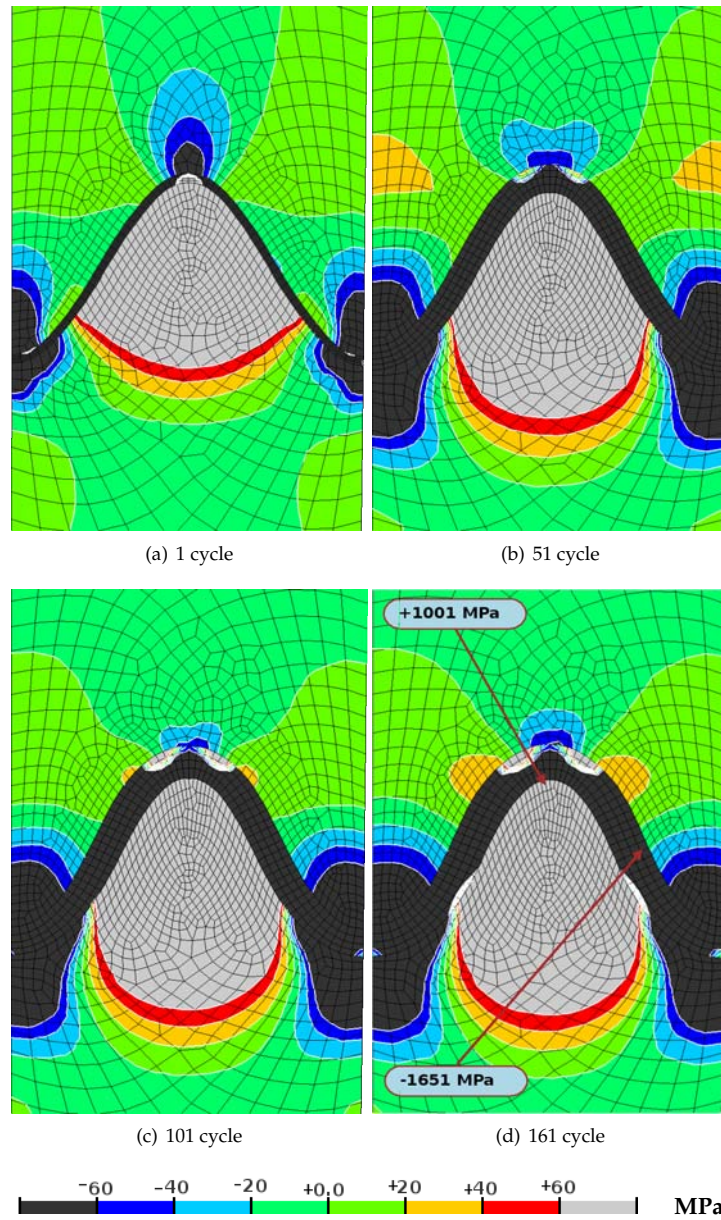 (a) 1 cycle
(b) 51 cycle
+1001 MPa
-1651 MPa
(c) 101 cycle
(d) 161 cycle
-60 -40 -20 +0.0 +20 +40 +60 MPa